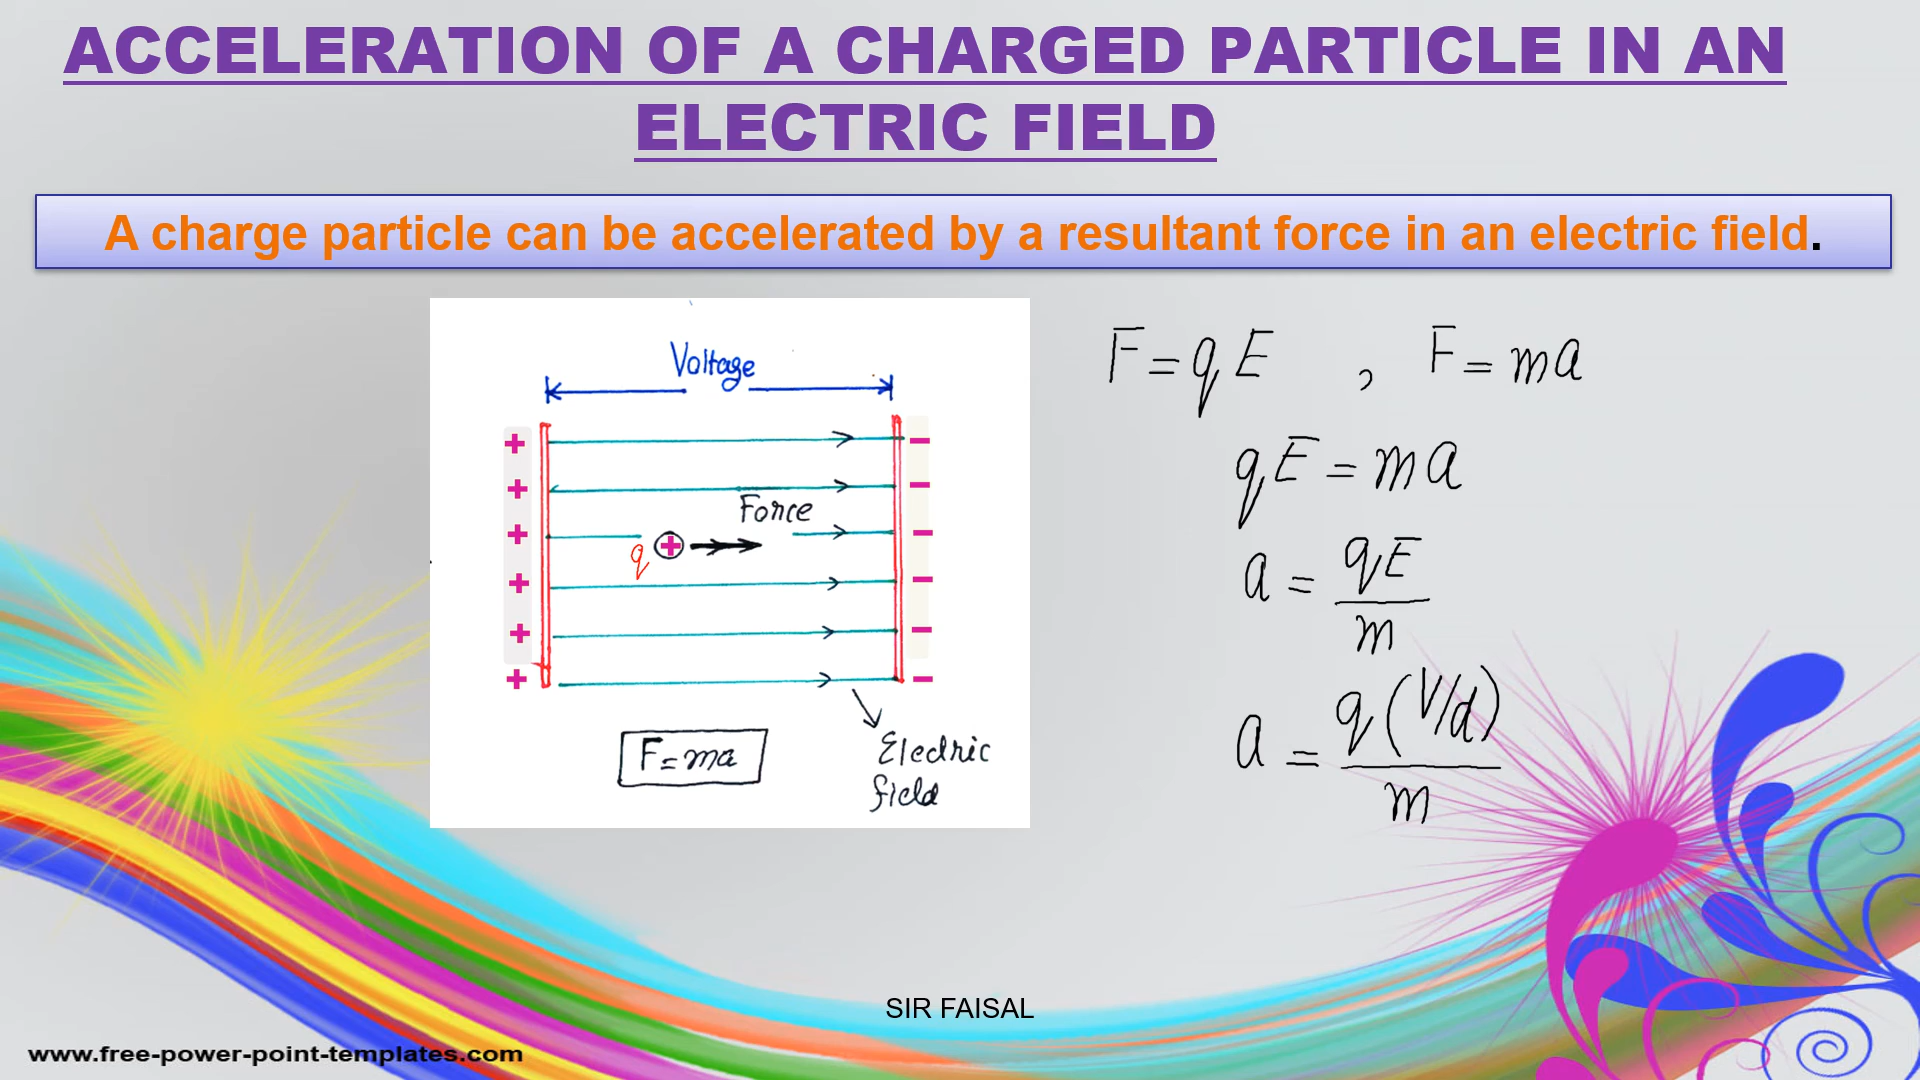 ACCELERATION OF A CHARGED PARTICLE IN AN
ELECTRIC FIELD
A charge particle can be accelerated by a resultant force in an electric field.
Voltage
+ −
+ −
Force
+ −
q +
+ −
+ −
+ −
F=ma
Electric
field
F=qE , F=ma
qE=ma
a = qE/m
a = q(V/d)/m
SIR FAISAL
www.free-power-point-templates.com